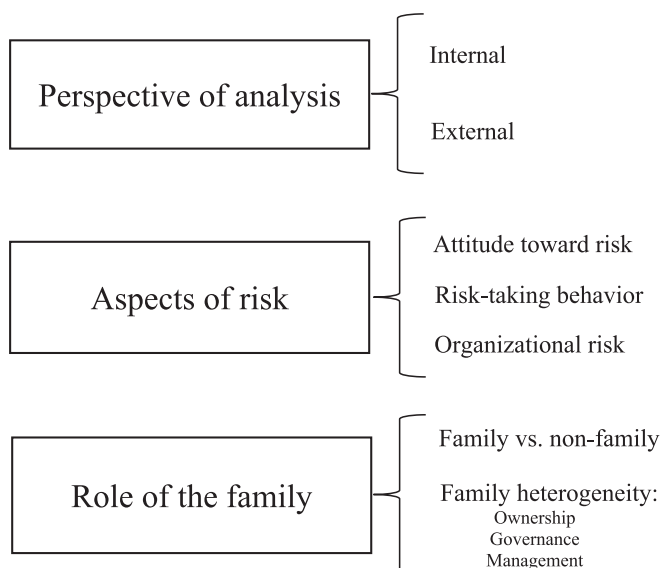 Perspective of analysis
Internal
External
Aspects of risk
Attitude toward risk
Risk-taking behavior
Organizational risk
Role of the family
Family vs. non-family
Family heterogeneity:
Ownership
Governance
Management